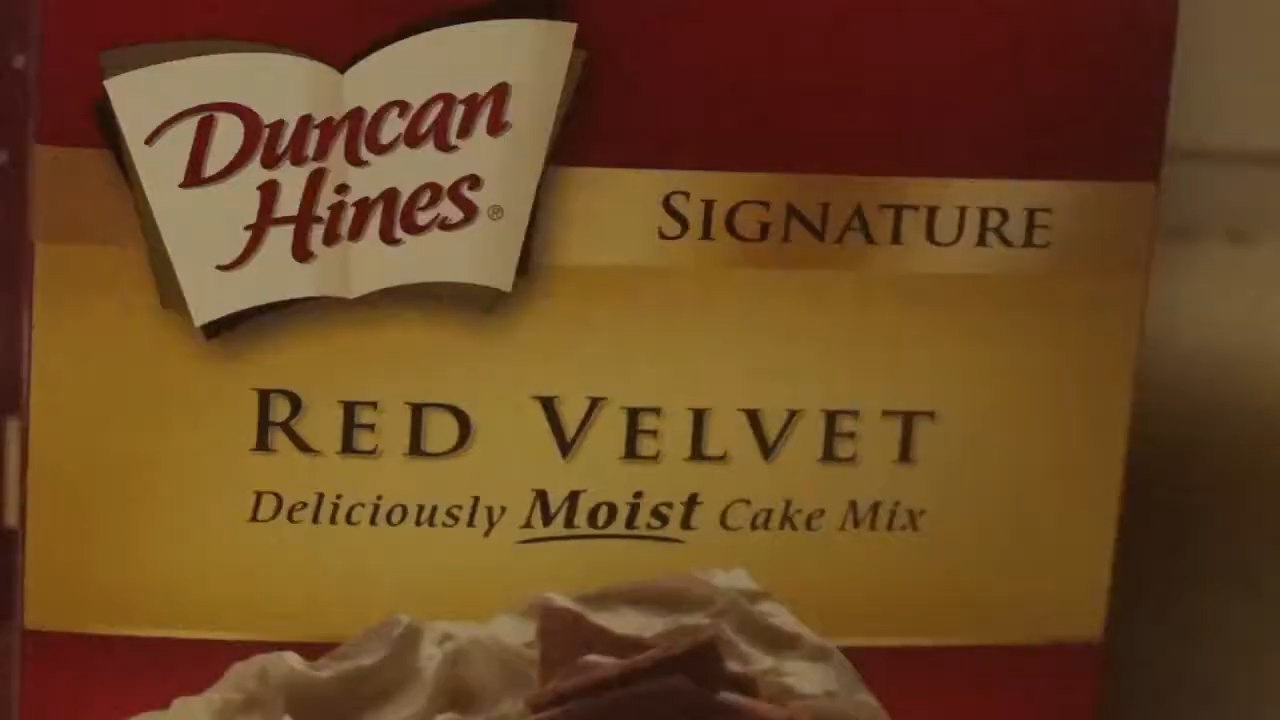 Duncan
Hines®
SIGNATURE
RED VELVET
Deliciously Moist Cake Mix